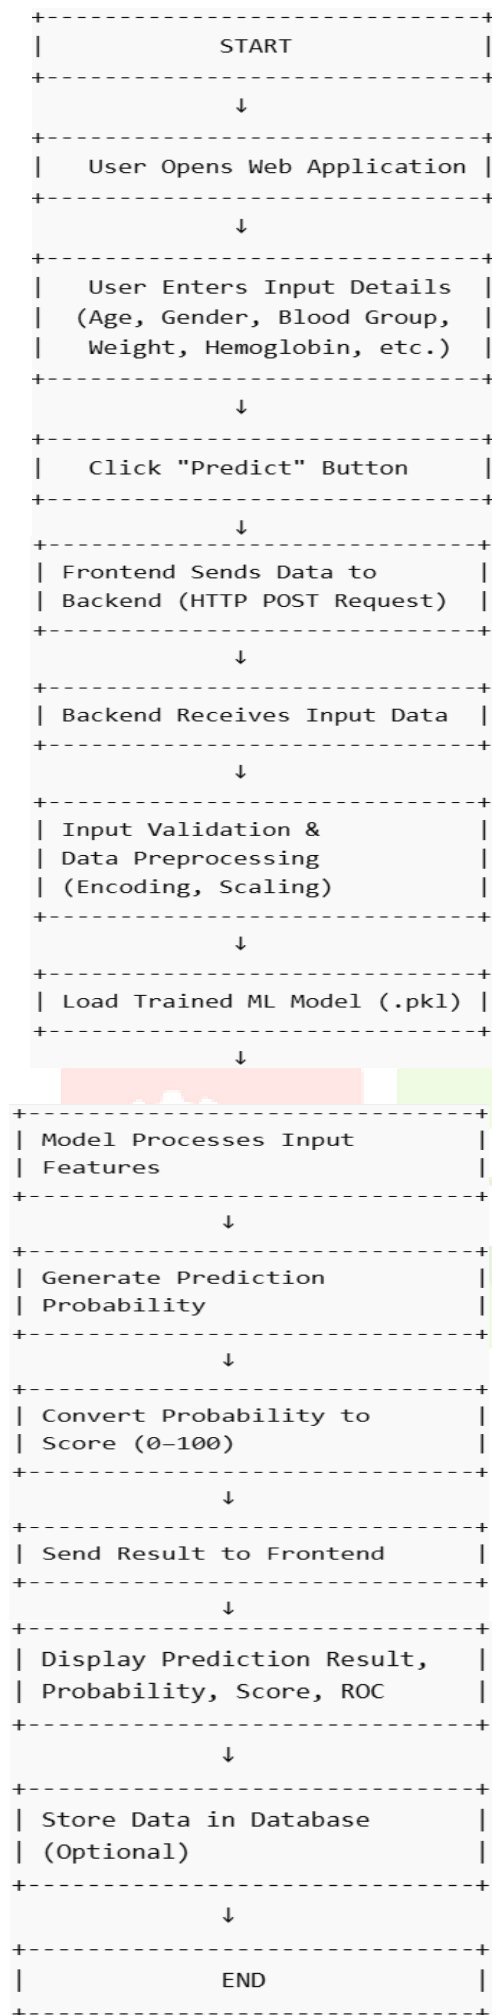 START
↓
User Opens Web Application
↓
User Enters Input Details
(Age, Gender, Blood Group,
Weight, Hemoglobin, etc.)
↓
Click "Predict" Button
↓
Frontend Sends Data to
Backend (HTTP POST Request)
↓
Backend Receives Input Data
↓
Input Validation &
Data Preprocessing
(Encoding, Scaling)
↓
Load Trained ML Model (.pkl)
↓
Model Processes Input
Features
↓
Generate Prediction
Probability
↓
Convert Probability to
Score (0–100)
↓
Send Result to Frontend
↓
Display Prediction Result,
Probability, Score, ROC
↓
Store Data in Database
(Optional)
↓
END